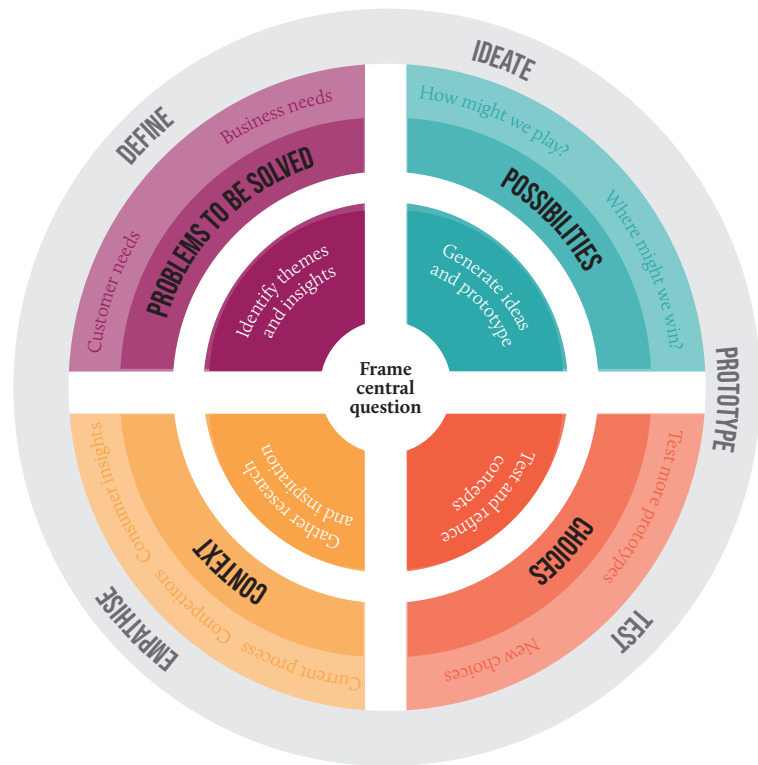 IDEATE
DEFINE
PROTOTYPE
EMPATHISE
TEST
Business needs
Customer needs
PROBLEMS TO BE SOLVED
Identify themes
and insights
How might we play?
Where might we win?
POSSIBILITIES
Generate ideas
and prototype
Frame
central
question
Gather research
and inspiration
CONTEXT
Consumer insights
Competitors
Current process
Test and refince
concepts
CHOICES
Test more prototypes
New choices